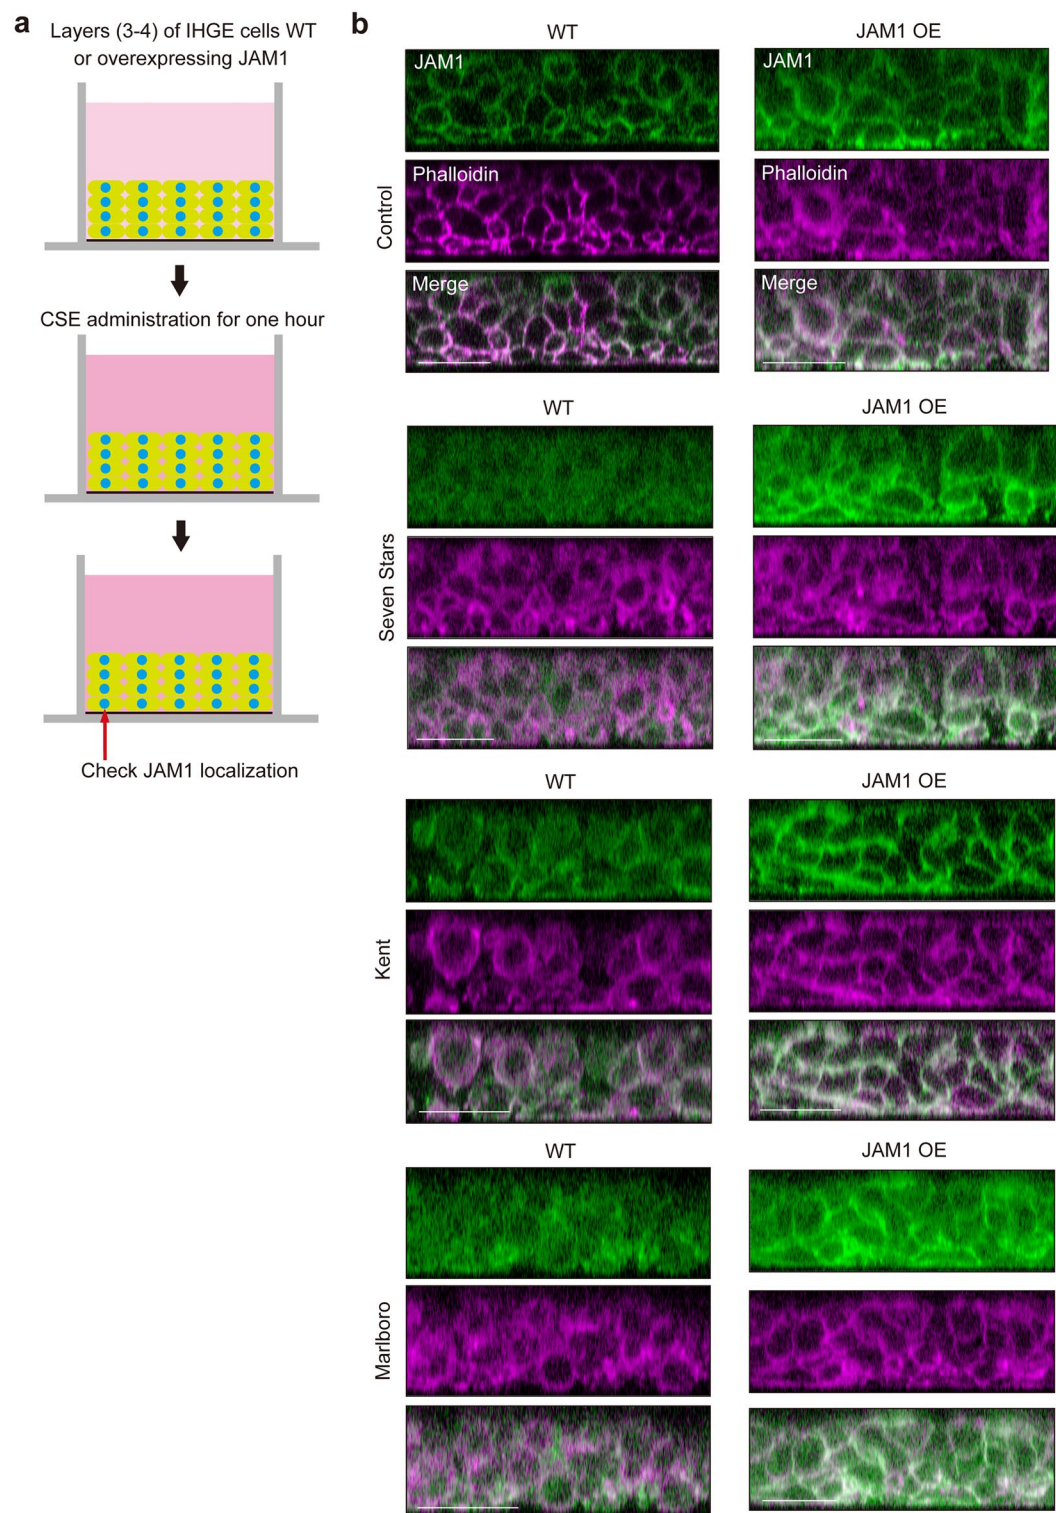 a
Layers (3-4) of IHGE cells WT
or overexpressing JAM1
CSE administration for one hour
Check JAM1 localization
b
WT
JAM1 OE
Control
JAM1
JAM1
Phalloidin
Phalloidin
Merge
Merge
WT
JAM1 OE
Seven Stars
WT
JAM1 OE
Kent
WT
JAM1 OE
Marlboro